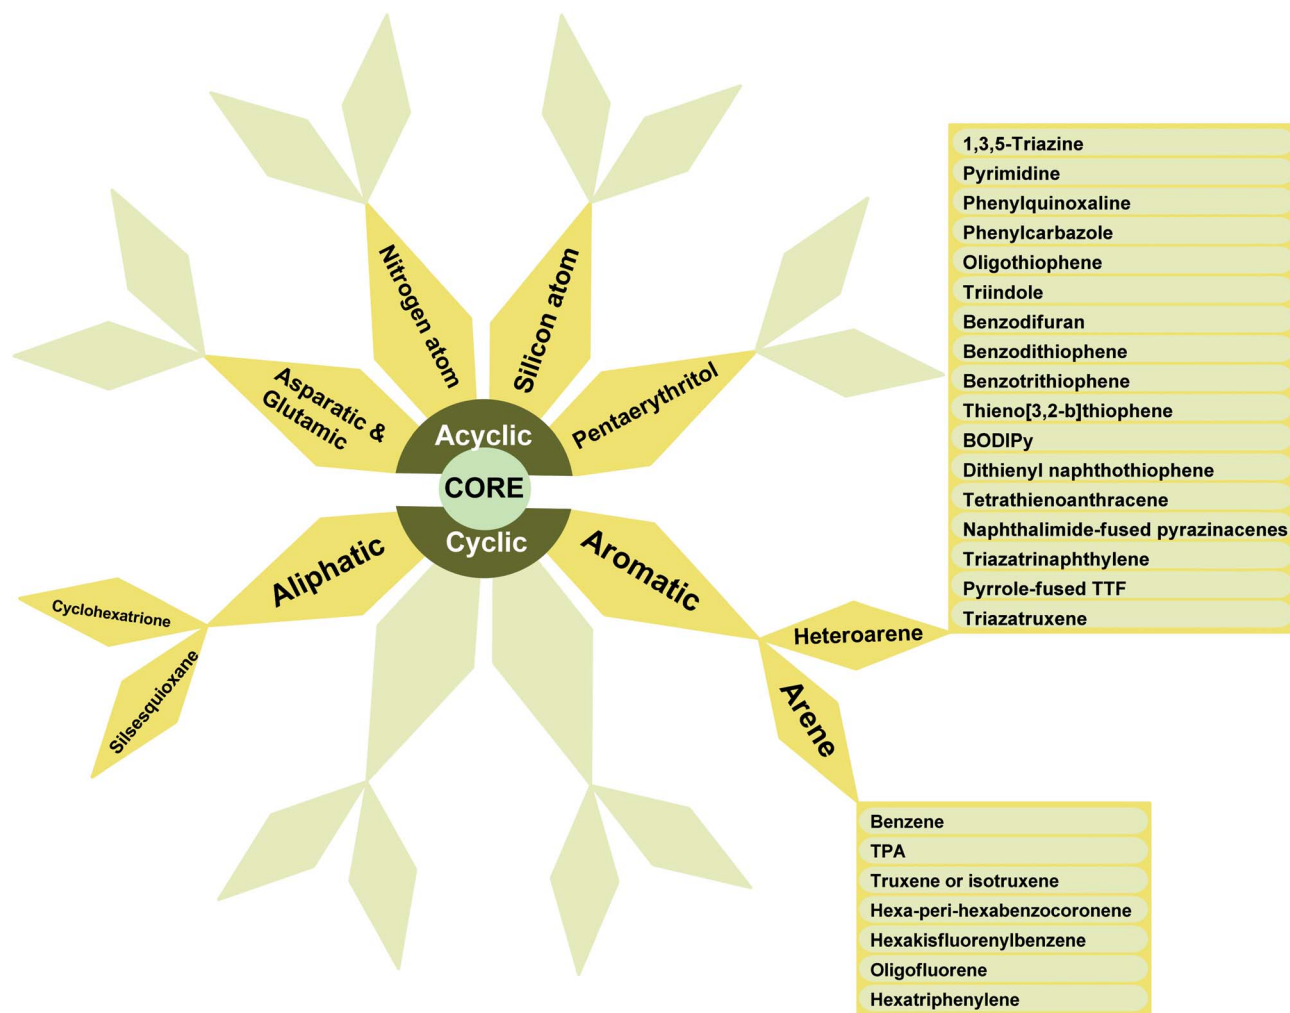 Nitrogen atom
Silicon atom
Asparatic &
Glutamic
Pentaerythritol
Acyclic
CORE
Cyclic
Aliphatic
Aromatic
Cyclohexatrione
Silsesquioxane
Heteroarene
Arene
1,3,5-Triazine
Pyrimidine
Phenylquinoxaline
Phenylcarbazole
Oligothiophene
Triindole
Benzodifuran
Benzodithiophene
Benzotrithiophene
Thieno[3,2-b]thiophene
BODIPy
Dithienyl naphthothiophene
Tetrathienoanthracene
Naphthalimide-fused pyrazinacenes
Triazatrinaphthylene
Pyrrole-fused TTF
Triazatruxene
Benzene
TPA
Truxene or isotruxene
Hexa-peri-hexabenzocoronene
Hexakisfluorenylbenzene
Oligofluorene
Hexatriphenylene